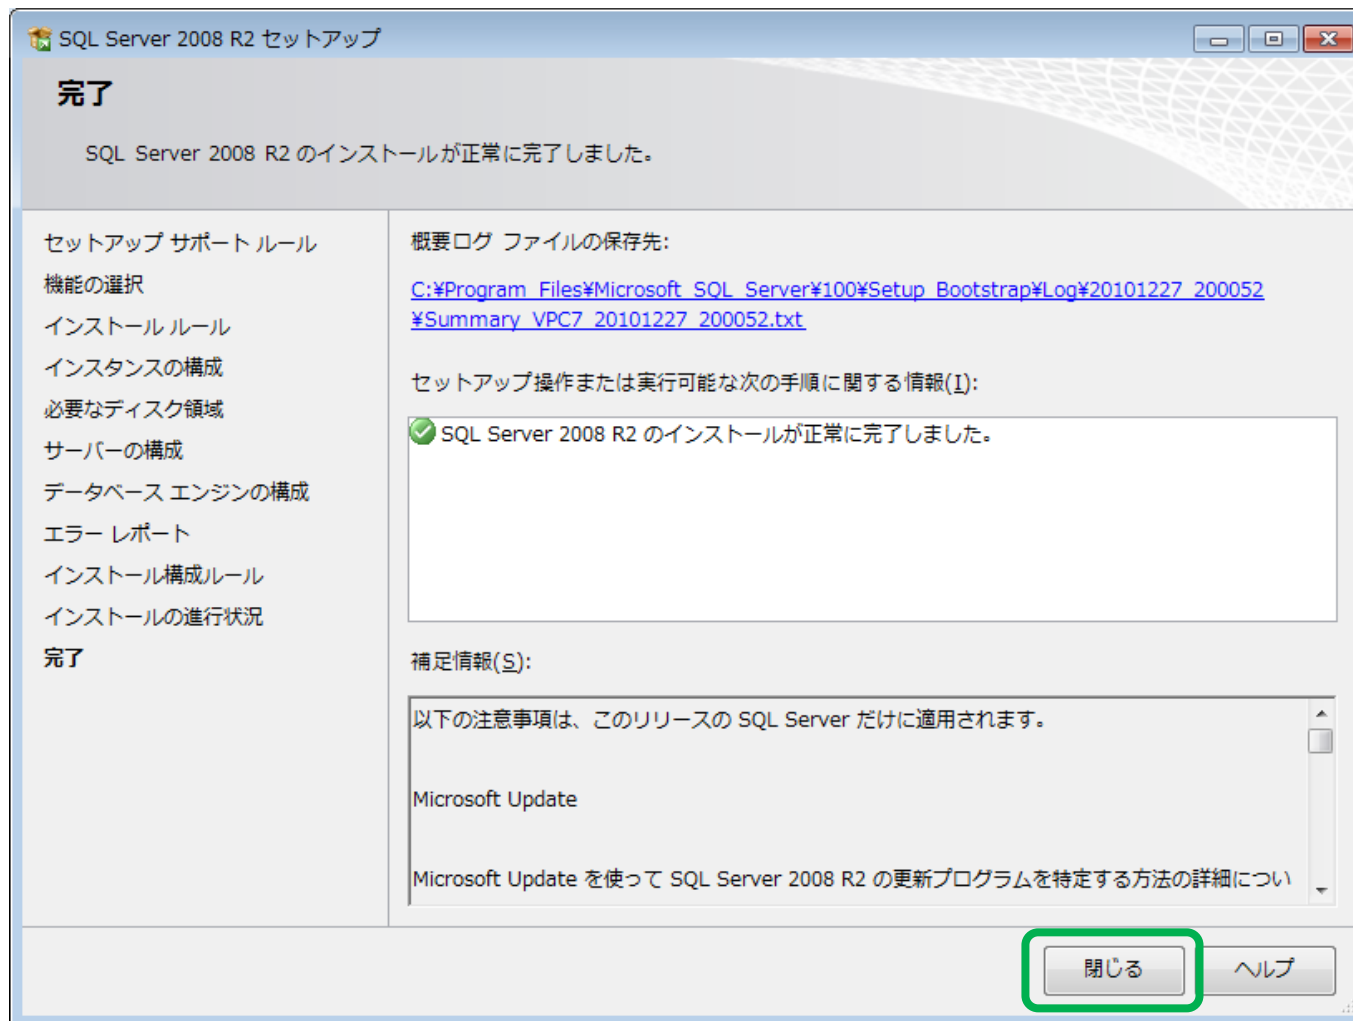 SQL Server 2008 R2 セットアップ
完了
SQL Server 2008 R2 のインストールが正常に完了しました。
セットアップ サポート ルール
機能の選択
インストール ルール
インスタンスの構成
必要なディスク領域
サーバーの構成
データベース エンジンの構成
エラー レポート
インストール構成ルール
インストールの進行状況
完了
概要ログ ファイルの保存先:
C:¥Program Files¥Microsoft SQL Server¥100¥Setup Bootstrap¥Log¥20101227_200052
¥Summary_VPC7_20101227_200052.txt
セットアップ操作または実行可能な次の手順に関する情報(I):
SQL Server 2008 R2 のインストールが正常に完了しました。
補足情報(S):
以下の注意事項は、このリリースの SQL Server だけに適用されます。
Microsoft Update
Microsoft Update を使って SQL Server 2008 R2 の更新プログラムを特定する方法の詳細につい
閉じる
ヘルプ